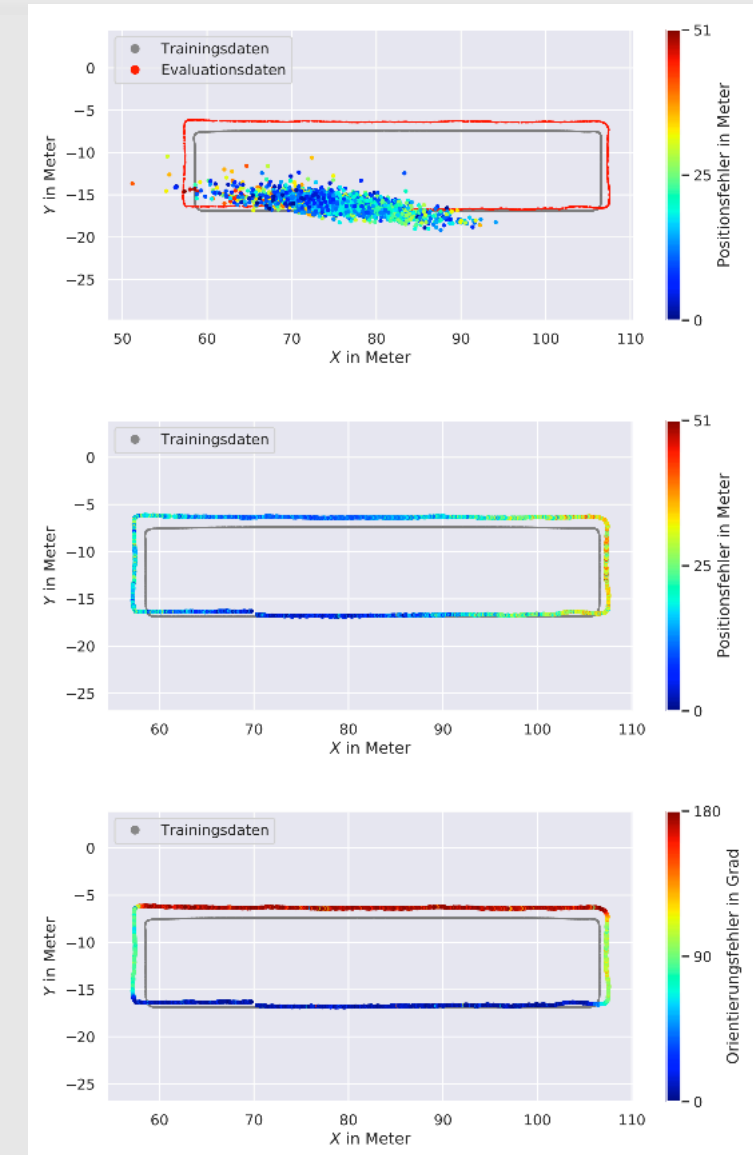 Trainingsdaten
Evaluationsdaten
0
−5
−10
−15
−20
−25
Y in Meter
50 60 70 80 90 100 110
X in Meter
51
25
0
Positionsfehler in Meter
Trainingsdaten
0
−5
−10
−15
−20
−25
Y in Meter
60 70 80 90 100 110
X in Meter
51
25
0
Positionsfehler in Meter
Trainingsdaten
0
−5
−10
−15
−20
−25
Y in Meter
60 70 80 90 100 110
X in Meter
180
90
0
Orientierungsfehler in Grad